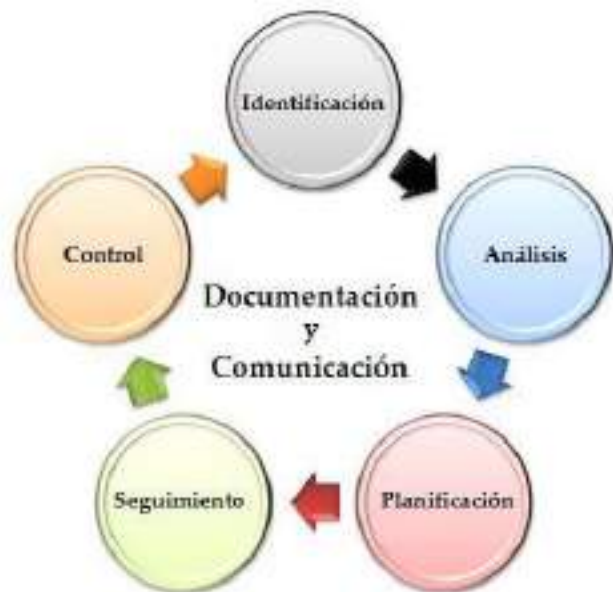 Identificación
Análisis
Planificación
Seguimiento
Control
Documentación
y
Comunicación